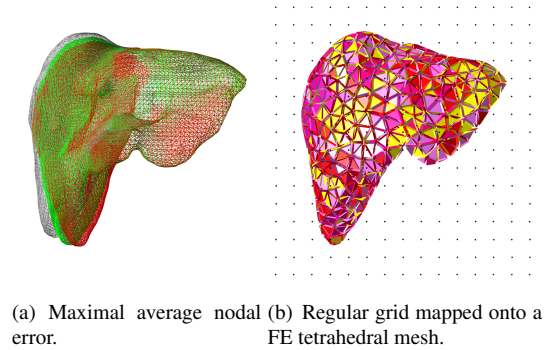 (a) Maximal average nodal
error.
(b) Regular grid mapped onto a
FE tetrahedral mesh.